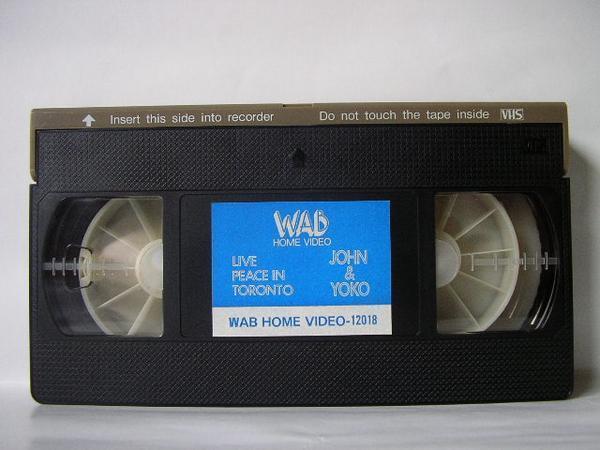 Insert this side into recorder
Do not touch the tape inside VHS
WAB
HOME VIDEO
LIVE
PEACE IN
TORONTO
JOHN
&
YOKO
WAB HOME VIDEO-12018